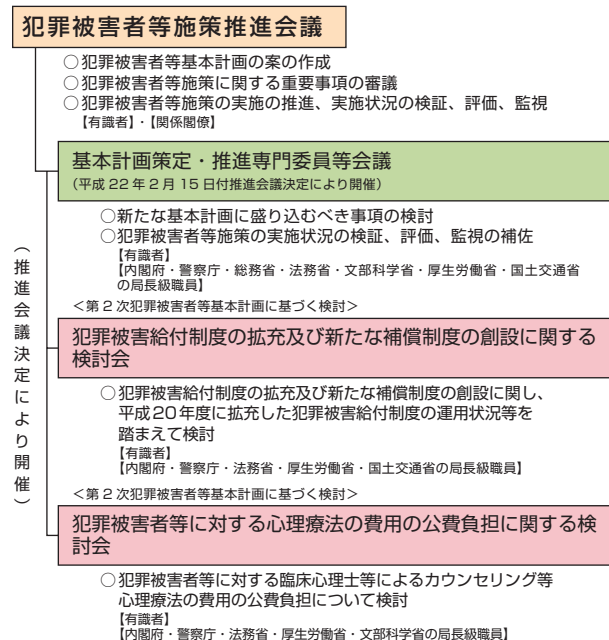 犯罪被害者等施策推進会議
○犯罪被害者等基本計画の案の作成
○犯罪被害者等施策に関する重要事項の審議
○犯罪被害者等施策の実施の推進、実施状況の検証、評価、監視
【有識者】・【関係閣僚】
基本計画策定・推進専門委員等会議
(平成 22 年 2 月 15 日付推進会議決定により開催)
○新たな基本計画に盛り込むべき事項の検討
○犯罪被害者等施策の実施状況の検証、評価、監視の補佐
【有識者】
【内閣府・警察庁・総務省・法務省・文部科学省・厚生労働省・国土交通省
の局長級職員】
<第 2 次犯罪被害者等基本計画に基づく検討>
犯罪被害給付制度の拡充及び新たな補償制度の創設に関する
検討会
○犯罪被害給付制度の拡充及び新たな補償制度の創設に関し、
平成20年度に拡充した犯罪被害給付制度の運用状況等を
踏まえて検討
【有識者】
【内閣府・警察庁・法務省・厚生労働省・国土交通省の局長級職員】
<第 2 次犯罪被害者等基本計画に基づく検討>
犯罪被害者等に対する心理療法の費用の公費負担に関する検
討会
○犯罪被害者等に対する臨床心理士等によるカウンセリング等
心理療法の費用の公費負担について検討
【有識者】
【内閣府・警察庁・法務省・厚生労働省・文部科学省の局長級職員】
(推進会議決定により開催)